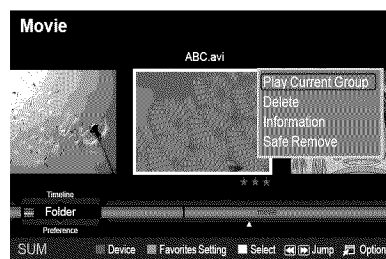 Movie
ABC.avi
Play Current Group
Delete
Information
Safe Remove
Timeline
Folder
movie
Preference
SUM Device Favorites Setting Select Jump Option